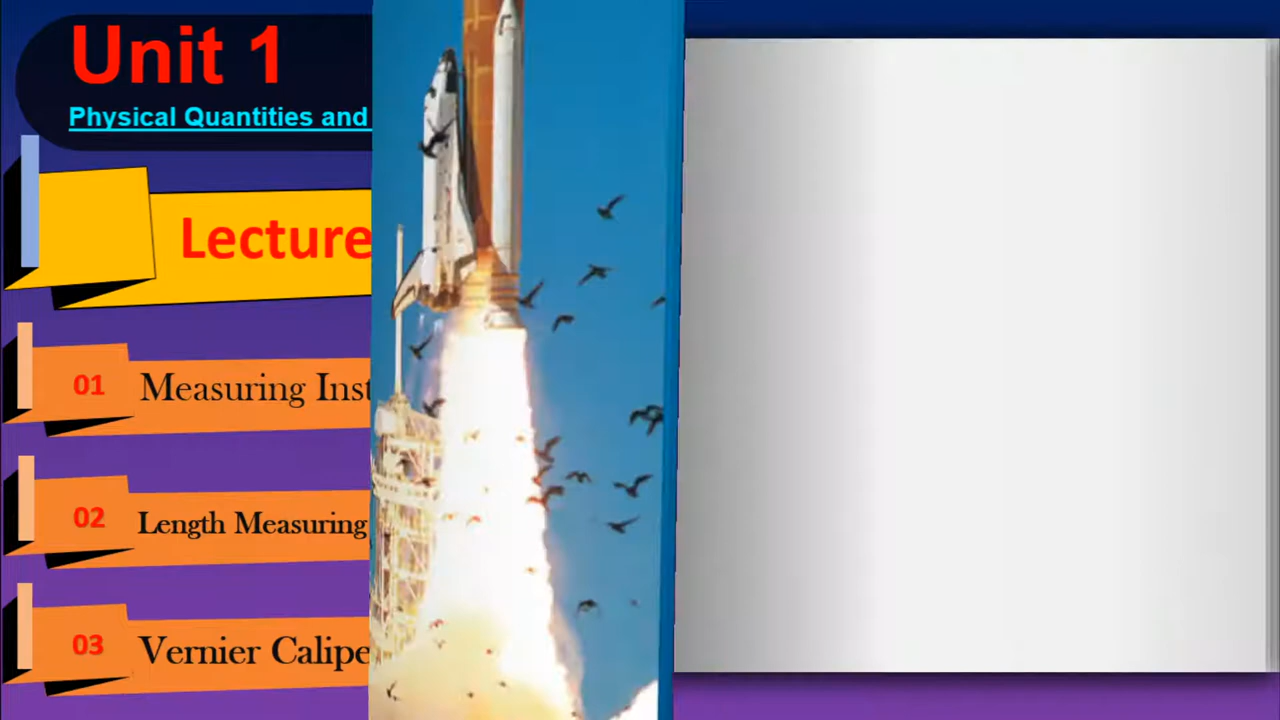 Unit 1
Physical Quantities and
Lecture
01 Measuring Inst
02 Length Measuring
03 Vernier Calipe